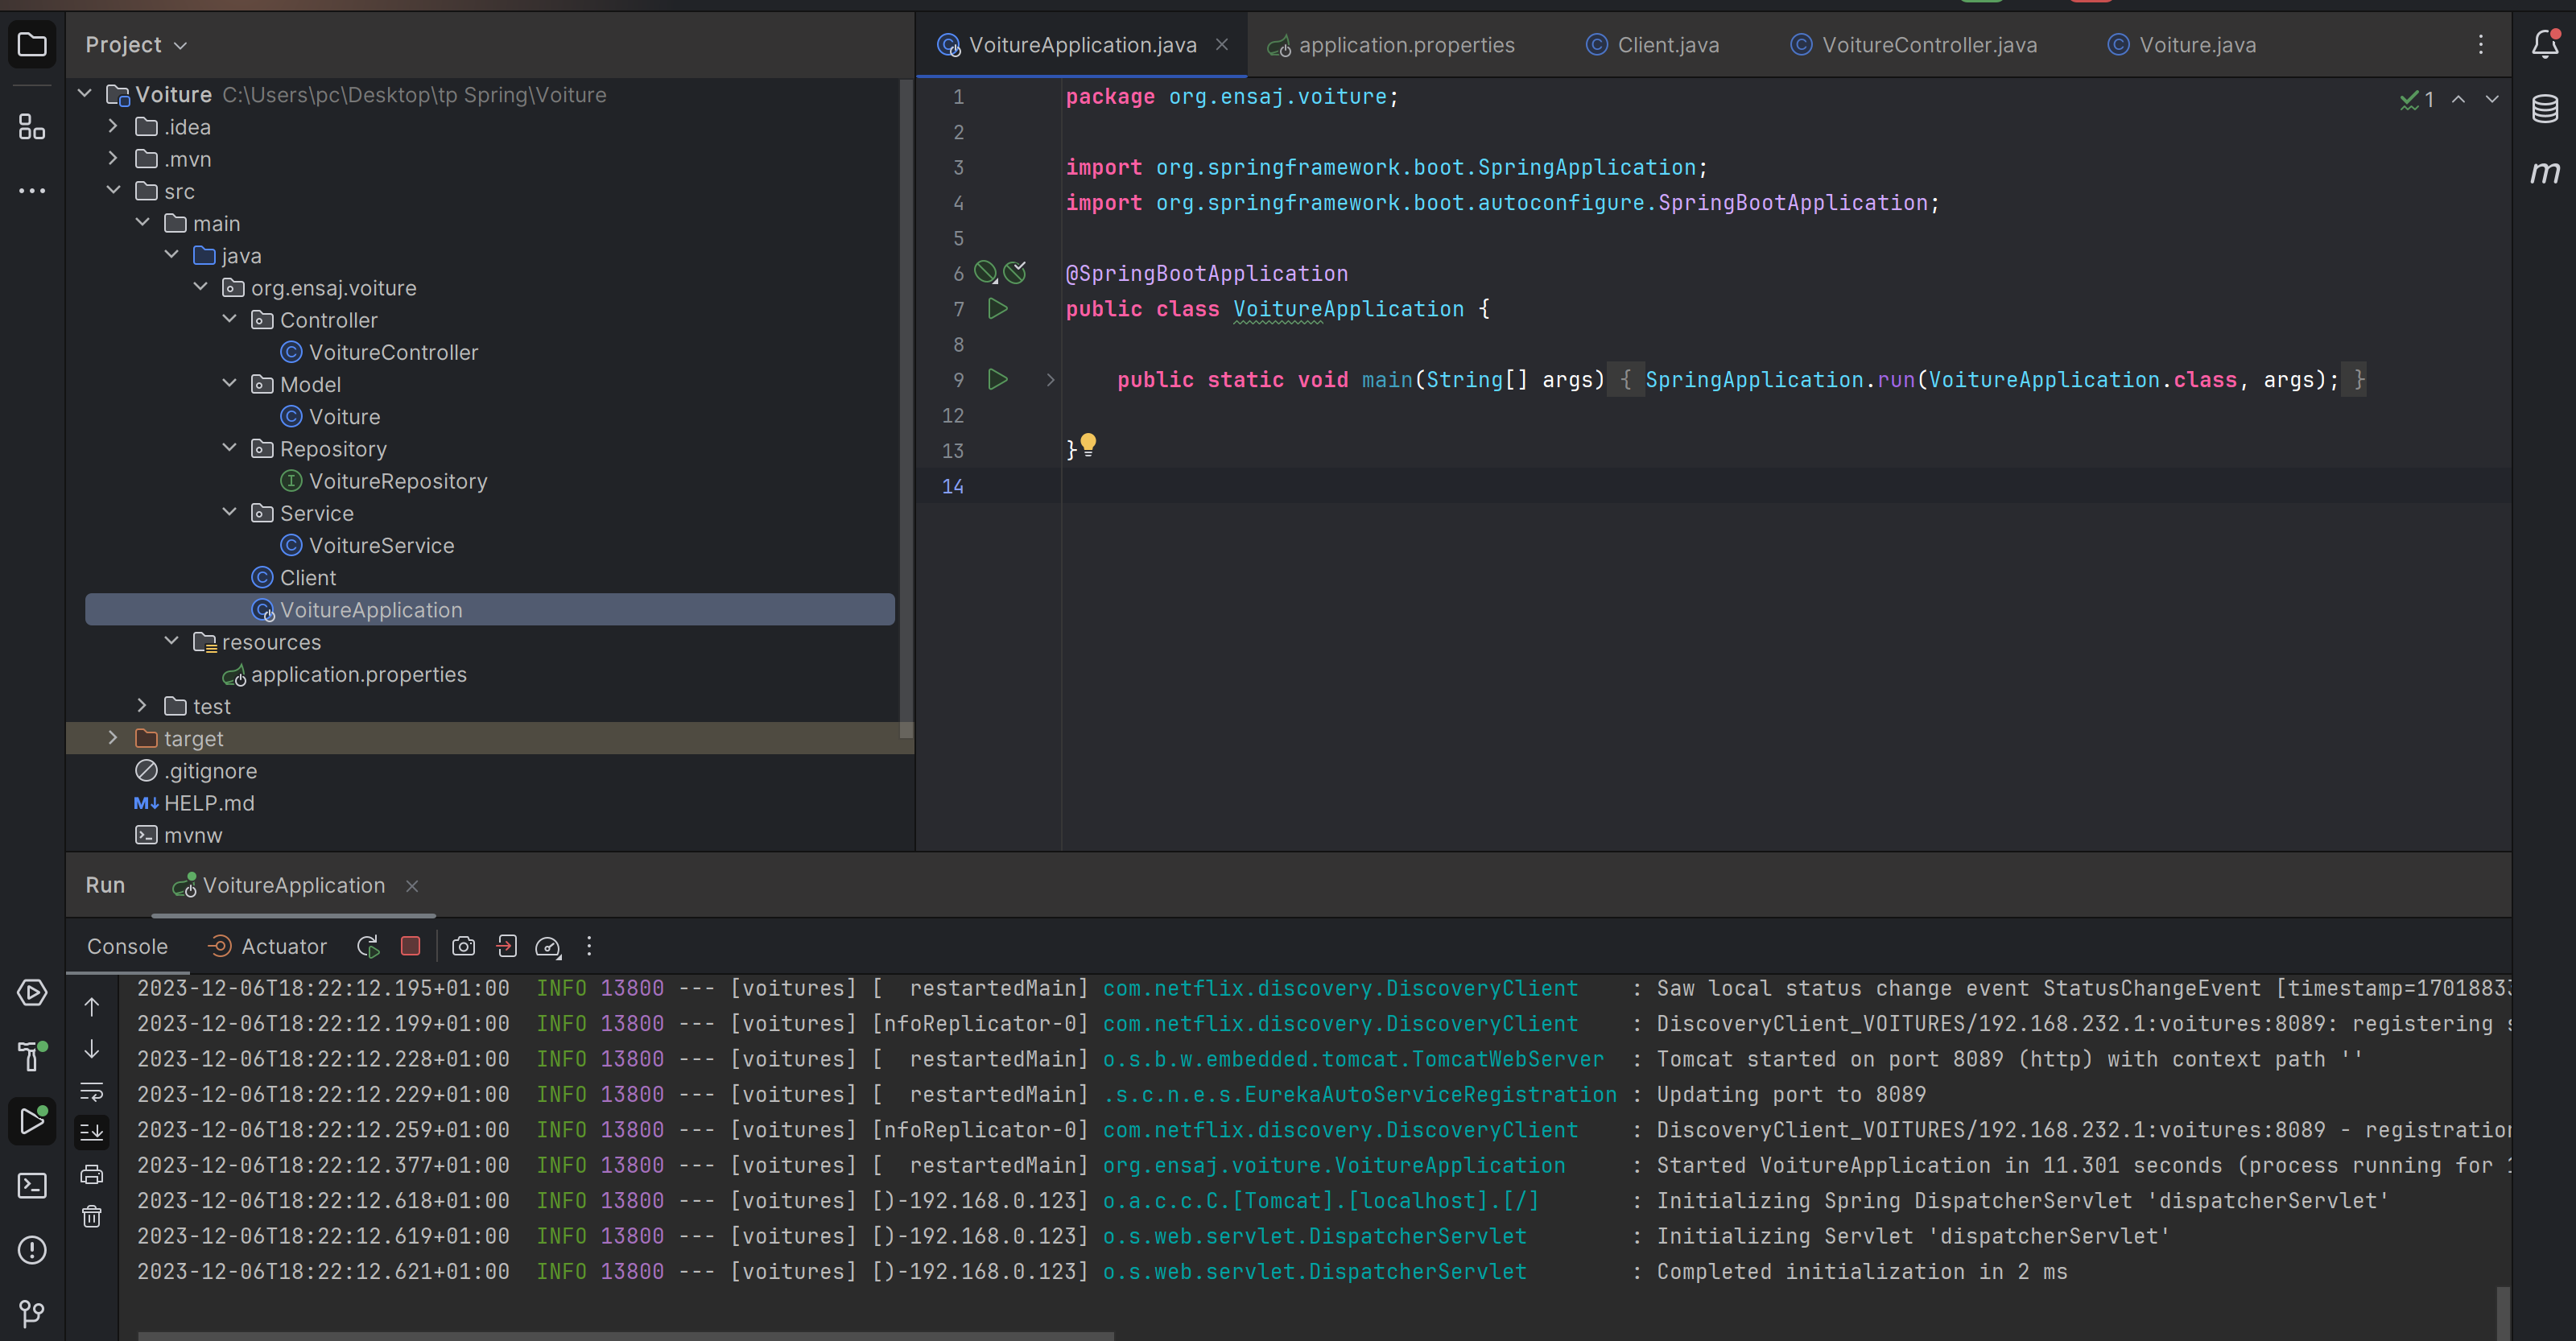 Project
Voiture C:\Users\pc\Desktop\tp Spring\Voiture
.idea
.mvn
src
main
java
org.ensaj.voiture
Controller
VoitureController
Model
Voiture
Repository
VoitureRepository
Service
VoitureService
Client
VoitureApplication
resources
application.properties
test
target
.gitignore
M↓ HELP.md
mvnw
VoitureApplication.java
application.properties
Client.java
VoitureController.java
Voiture.java
1 package org.ensaj.voiture;
1
2
3 import org.springframework.boot.SpringApplication;
4 import org.springframework.boot.autoconfigure.SpringBootApplication;
5
6 @SpringBootApplication
7 public class VoitureApplication {
8
9 public static void main(String[] args) { SpringApplication.run(VoitureApplication.class, args); }
12
13 }
14
m
Run VoitureApplication
Console Actuator
2023-12-06T18:22:12.195+01:00 INFO 13800 --- [voitures] [ restartedMain] com.netflix.discovery.DiscoveryClient : Saw local status change event StatusChangeEvent [timestamp=17018833
2023-12-06T18:22:12.199+01:00 INFO 13800 --- [voitures] [nfoReplicator-0] com.netflix.discovery.DiscoveryClient : DiscoveryClient_VOITURES/192.168.232.1:voitures:8089: registering s
2023-12-06T18:22:12.228+01:00 INFO 13800 --- [voitures] [ restartedMain] o.s.b.w.embedded.tomcat.TomcatWebServer : Tomcat started on port 8089 (http) with context path ''
2023-12-06T18:22:12.229+01:00 INFO 13800 --- [voitures] [ restartedMain] .s.c.n.e.s.EurekaAutoServiceRegistration : Updating port to 8089
2023-12-06T18:22:12.259+01:00 INFO 13800 --- [voitures] [nfoReplicator-0] com.netflix.discovery.DiscoveryClient : DiscoveryClient_VOITURES/192.168.232.1:voitures:8089 - registration
2023-12-06T18:22:12.377+01:00 INFO 13800 --- [voitures] [ restartedMain] org.ensaj.voiture.VoitureApplication : Started VoitureApplication in 11.301 seconds (process running for 1
2023-12-06T18:22:12.618+01:00 INFO 13800 --- [voitures] [)-192.168.0.123] o.a.c.c.C.[Tomcat].[localhost].[/] : Initializing Spring DispatcherServlet 'dispatcherServlet'
2023-12-06T18:22:12.619+01:00 INFO 13800 --- [voitures] [)-192.168.0.123] o.s.web.servlet.DispatcherServlet : Initializing Servlet 'dispatcherServlet'
2023-12-06T18:22:12.621+01:00 INFO 13800 --- [voitures] [)-192.168.0.123] o.s.web.servlet.DispatcherServlet : Completed initialization in 2 ms